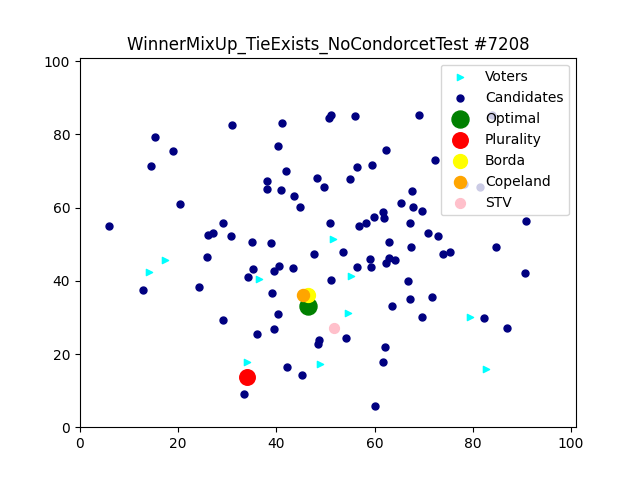 WinnerMixUp_TieExists_NoCondorcetTest #7208
100
80
60
40
20
0
0
20
40
60
80
100
Voters
Candidates
Optimal
Plurality
Borda
Copeland
STV